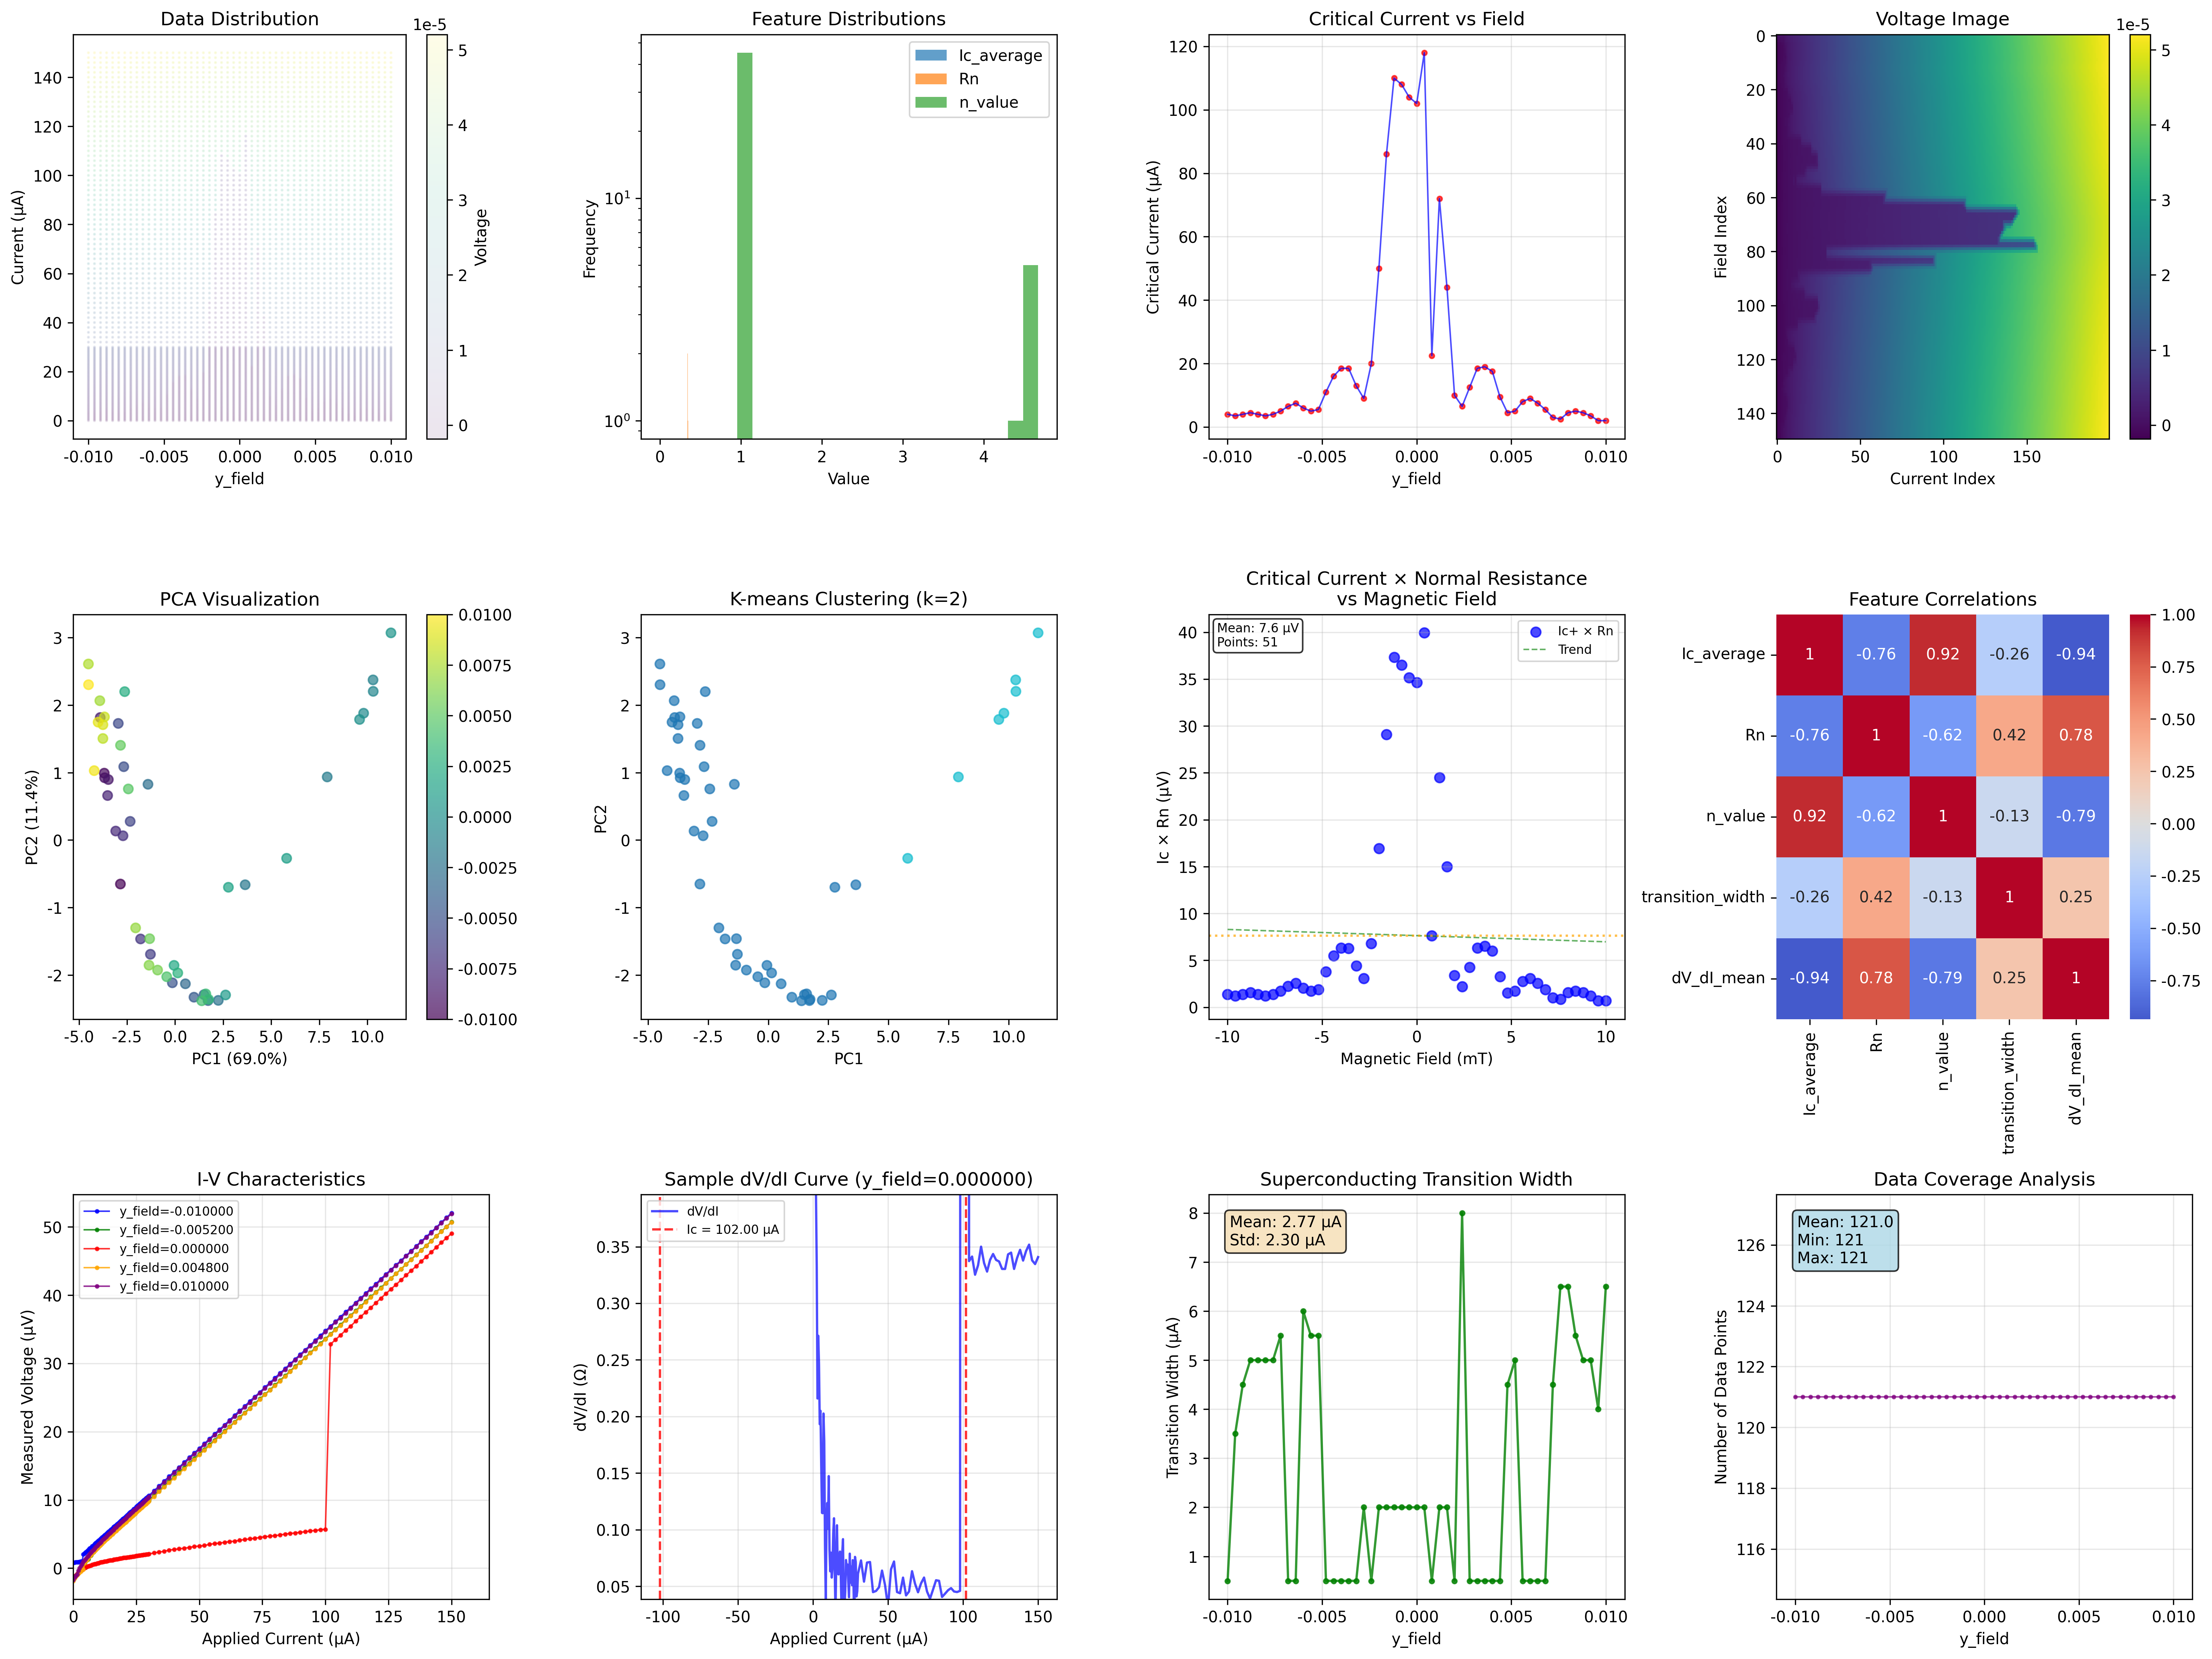 Data Distribution
1e-5
Current (μA)
140
120
100
80
60
40
20
0
-0.010
-0.005
0.000
0.005
0.010
y_field
5
4
3
2
1
0
Voltage
Feature Distributions
Ic_average
Rn
n_value
Frequency
10¹
10⁰
0
1
2
3
4
Value
Critical Current vs Field
Critical Current (μA)
120
100
80
60
40
20
0
-0.010
-0.005
0.000
0.005
0.010
y_field
Voltage Image
1e-5
Field Index
0
20
40
60
80
100
120
140
0
50
100
150
Current Index
5
4
3
2
1
0
PCA Visualization
PC2 (11.4%)
3
2
1
0
-1
-2
-5.0
-2.5
0.0
2.5
5.0
7.5
10.0
PC1 (69.0%)
0.0100
0.0075
0.0050
0.0025
0.0000
-0.0025
-0.0050
-0.0075
-0.0100
K-means Clustering (k=2)
PC2
3
2
1
0
-1
-2
-5.0
-2.5
0.0
2.5
5.0
7.5
10.0
PC1
Critical Current × Normal Resistance
vs Magnetic Field
Mean: 7.6 μV
Points: 51
Ic+ × Rn
Trend
Ic × Rn (μV)
40
35
30
25
20
15
10
5
0
-10
-5
0
5
10
Magnetic Field (mT)
Feature Correlations
Ic_average
1
-0.76
0.92
-0.26
-0.94
Rn
-0.76
1
-0.62
0.42
0.78
n_value
0.92
-0.62
1
-0.13
-0.79
transition_width
-0.26
0.42
-0.13
1
0.25
dV_dI_mean
-0.94
0.78
-0.79
0.25
1
Ic_average
Rn
n_value
transition_width
dV_dI_mean
1.00
0.75
0.50
0.25
0.00
-0.25
-0.50
-0.75
I-V Characteristics
y_field=-0.010000
y_field=-0.005200
y_field=0.000000
y_field=0.004800
y_field=0.010000
Measured Voltage (μV)
50
40
30
20
10
0
0
25
50
75
100
125
150
Applied Current (μA)
Sample dV/dI Curve (y_field=0.000000)
dV/dI
Ic = 102.00 μA
dV/dI (Ω)
0.35
0.30
0.25
0.20
0.15
0.10
0.05
-100
-50
0
50
100
150
Applied Current (μA)
Superconducting Transition Width
Mean: 2.77 μA
Std: 2.30 μA
Transition Width (μA)
8
7
6
5
4
3
2
1
-0.010
-0.005
0.000
0.005
0.010
y_field
Data Coverage Analysis
Mean: 121.0
Min: 121
Max: 121
Number of Data Points
126
124
122
120
118
116
-0.010
-0.005
0.000
0.005
0.010
y_field